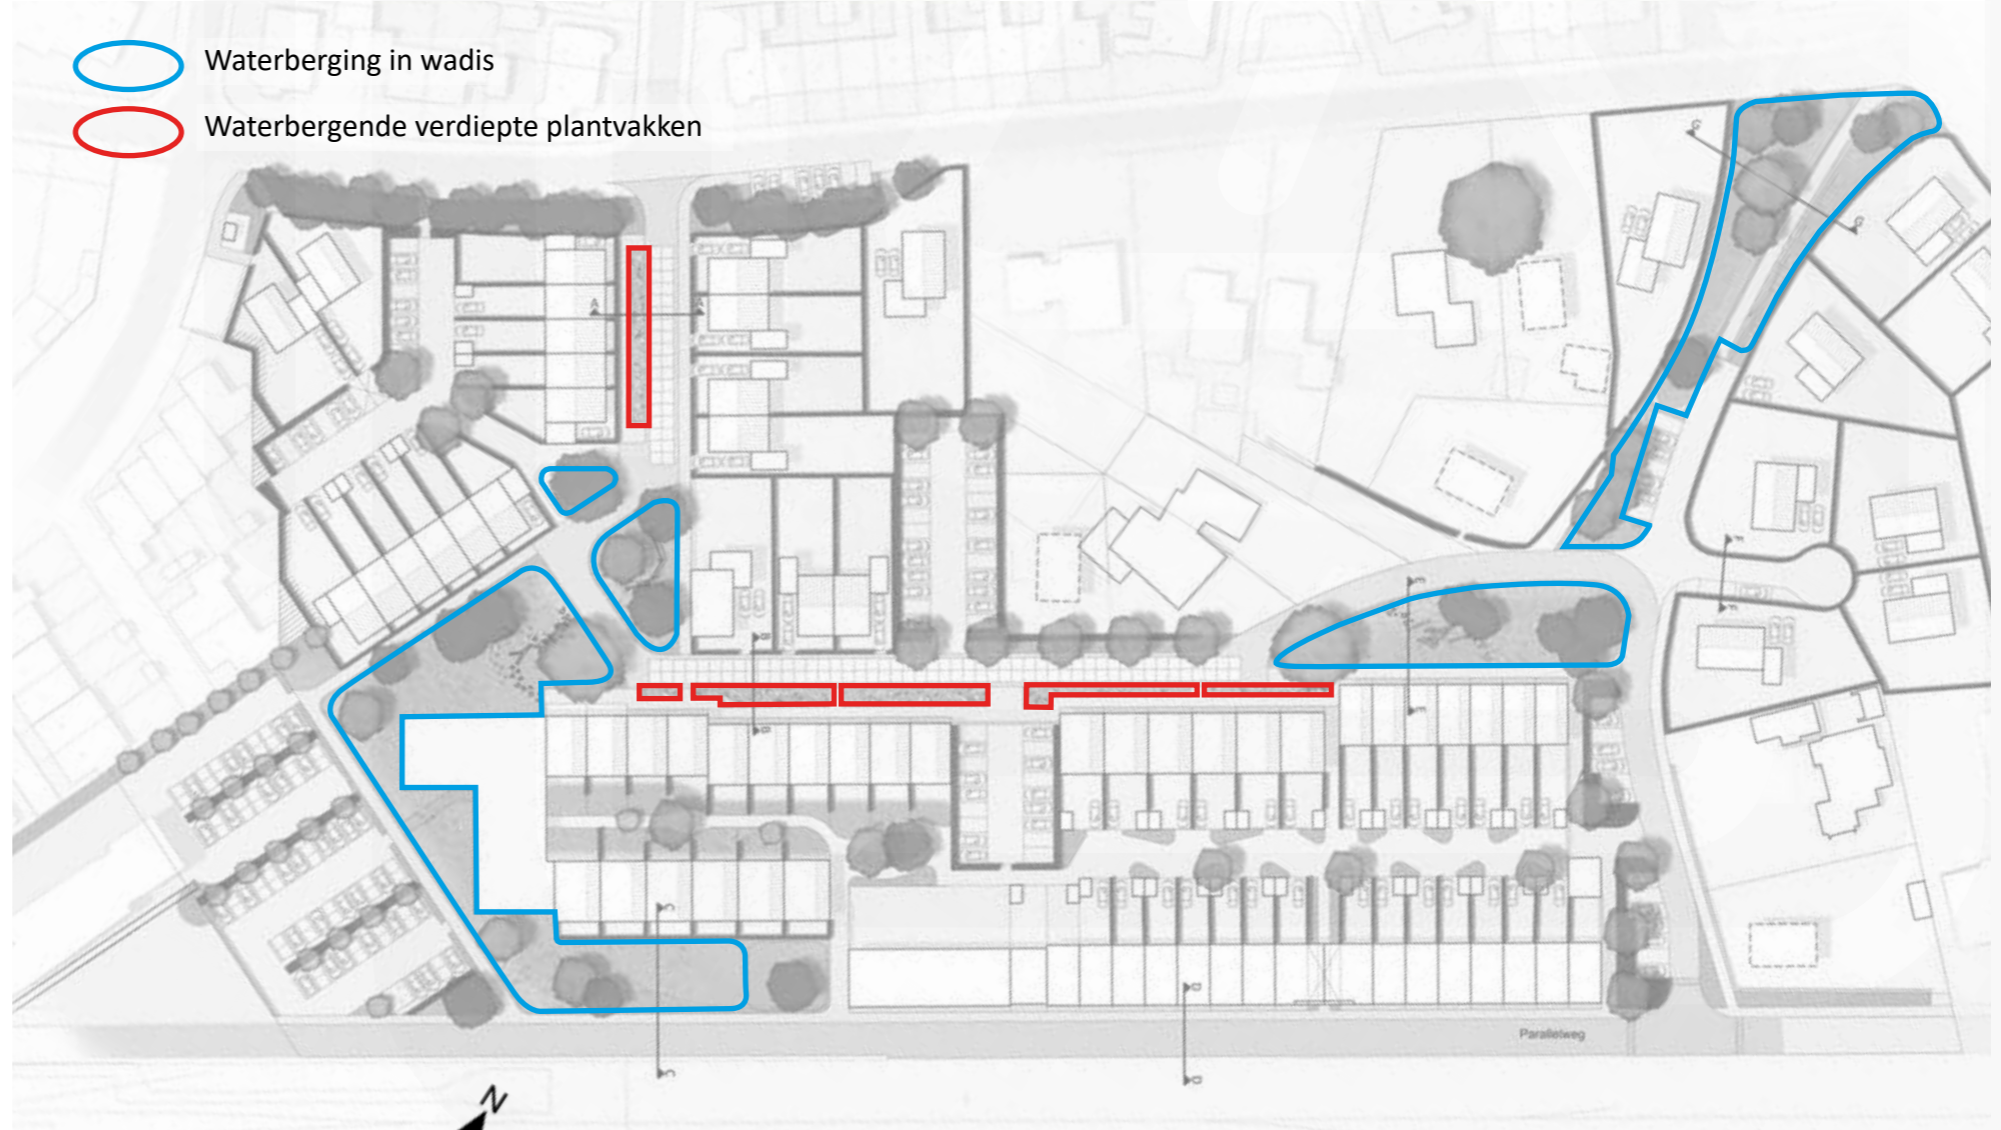 Waterberging in wadis
Waterbergende verdiepte plantvakken
G
G
A
A
F
E
F
B
E
B
C
D
Parallelweg
C
D
N